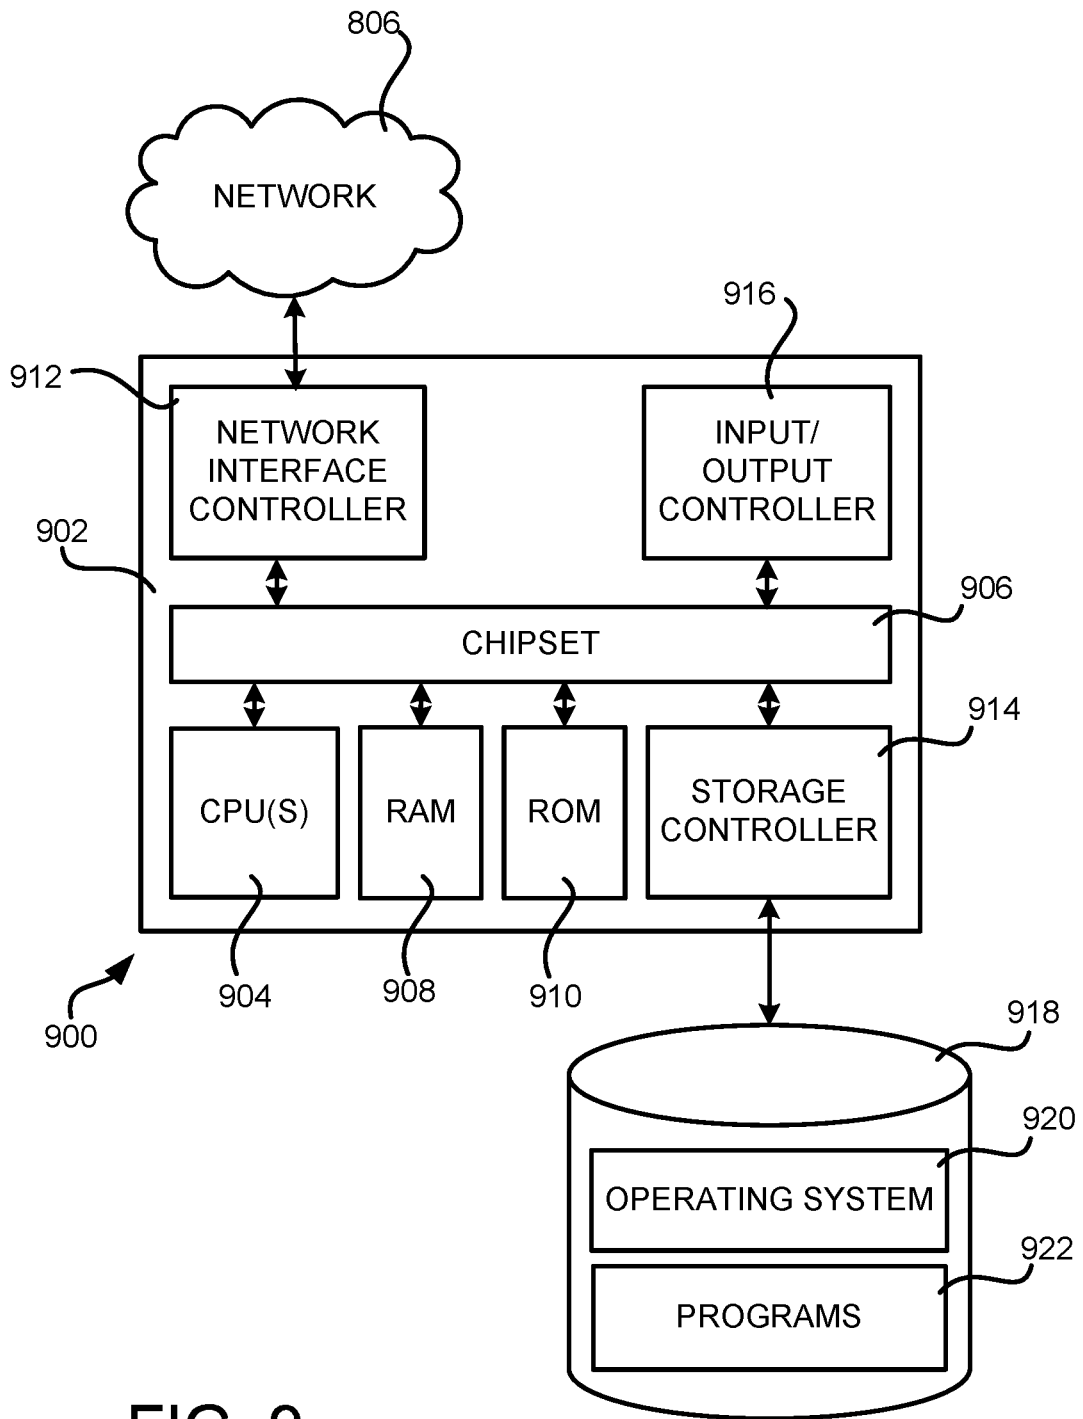 806
NETWORK
916
912
NETWORK
INTERFACE
CONTROLLER
INPUT/
OUTPUT
CONTROLLER
902
906
CHIPSET
914
CPU(S)
RAM
ROM
STORAGE
CONTROLLER
904
908
910
900
918
920
OPERATING SYSTEM
922
PROGRAMS